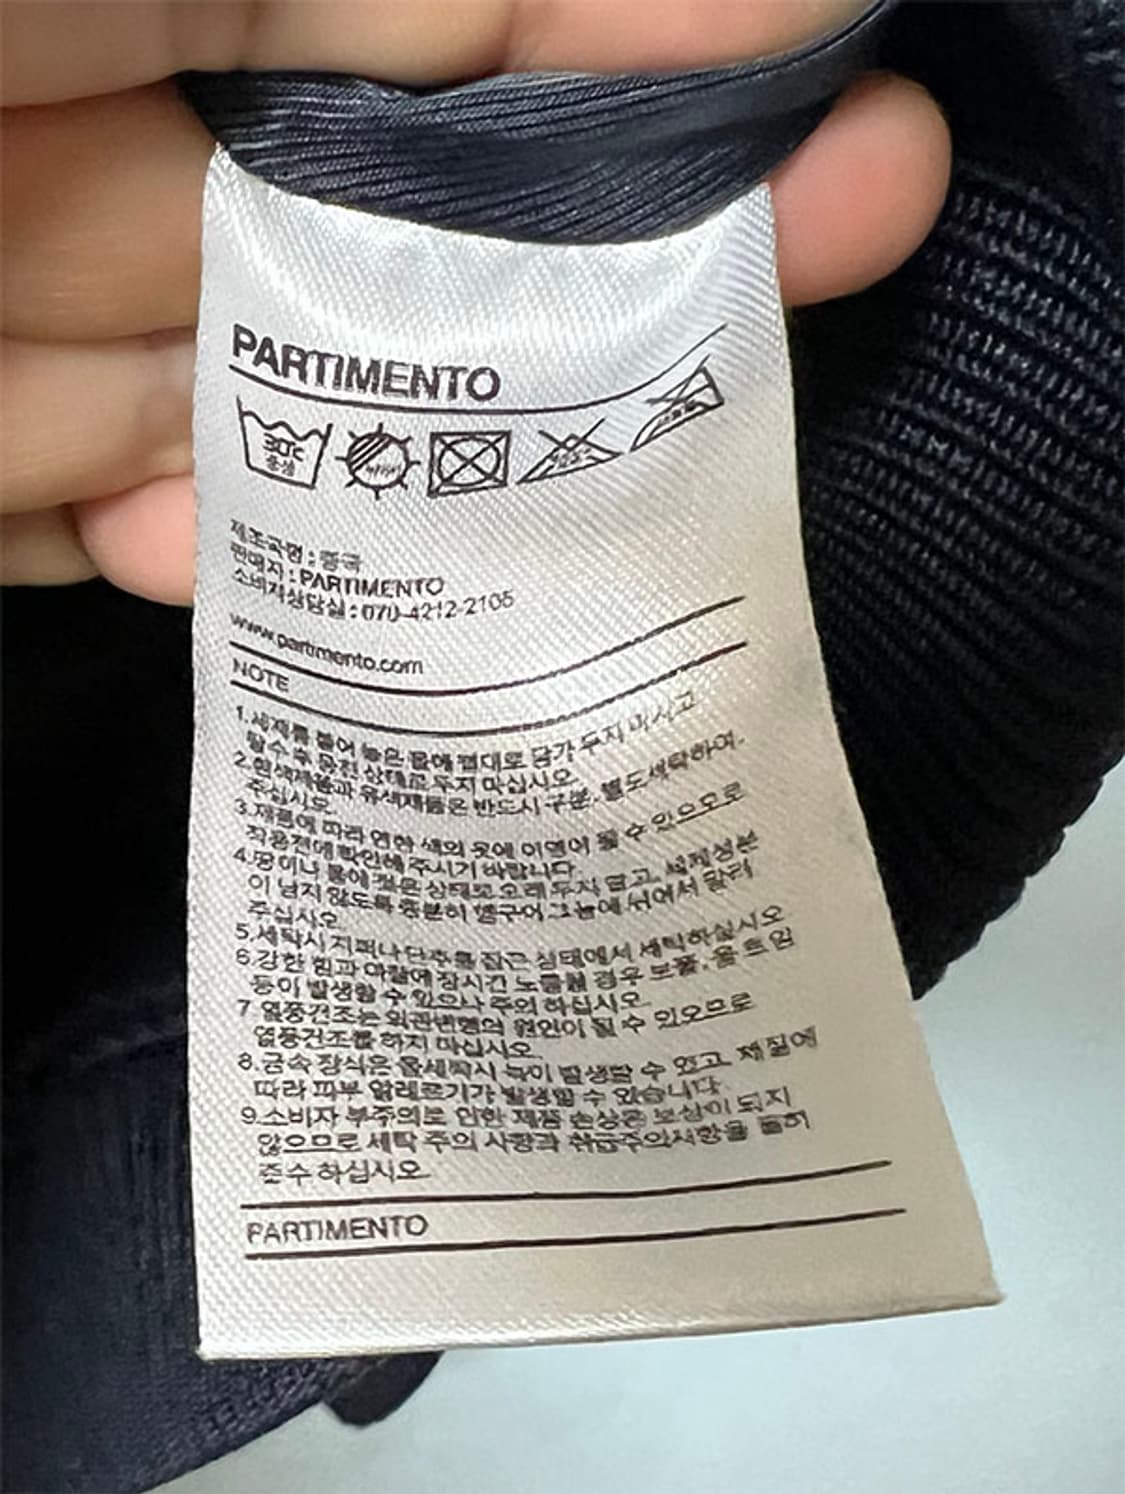 PARTIMENTO
30℃
중성
제조국명 : 중국
판매자 : PARTIMENTO
소비자상담실 : 070-4212-2105
www.partimento.com
NOTE
1.세제를 풀어 놓은 물에 그대로 담가 두지 마시고
탈수 후 젖은 상태로 두지 마십시오.
2.흰색제품과 유색제품은 반드시 구분, 별도세탁하여
주십시오.
3.제품에 따라 연한 색의 옷에 이염이 될 수 있으므로
착용전에 확인해 주시기 바랍니다.
4.땀이나 물에 젖은 상태로 오래 두지 말고, 세제성분
이 남지 않도록 충분히 헹구어 그늘에 뉘어서 말려
주십시오.
5.세탁시 지퍼나 단추를 잠근 상태에서 세탁하십시오
6.강한 힘과 마찰에 장시간 노출될 경우 보풀, 올 트임
등이 발생할 수 있으니 주의 하십시오.
7 열풍건조는 외관변형의 원인이 될 수 있으므로
열풍건조를 하지 마십시오.
8.금속 장식은 물세탁시 녹이 발생할 수 있고, 재질에
따라 피부 알레르기가 발생할 수 있습니다.
9.소비자 부주의로 인한 제품 손상은 보상이 되지
않으므로 세탁 주의 사항과 취급주의사항을 필히
준수 하십시오.
PARTIMENTO